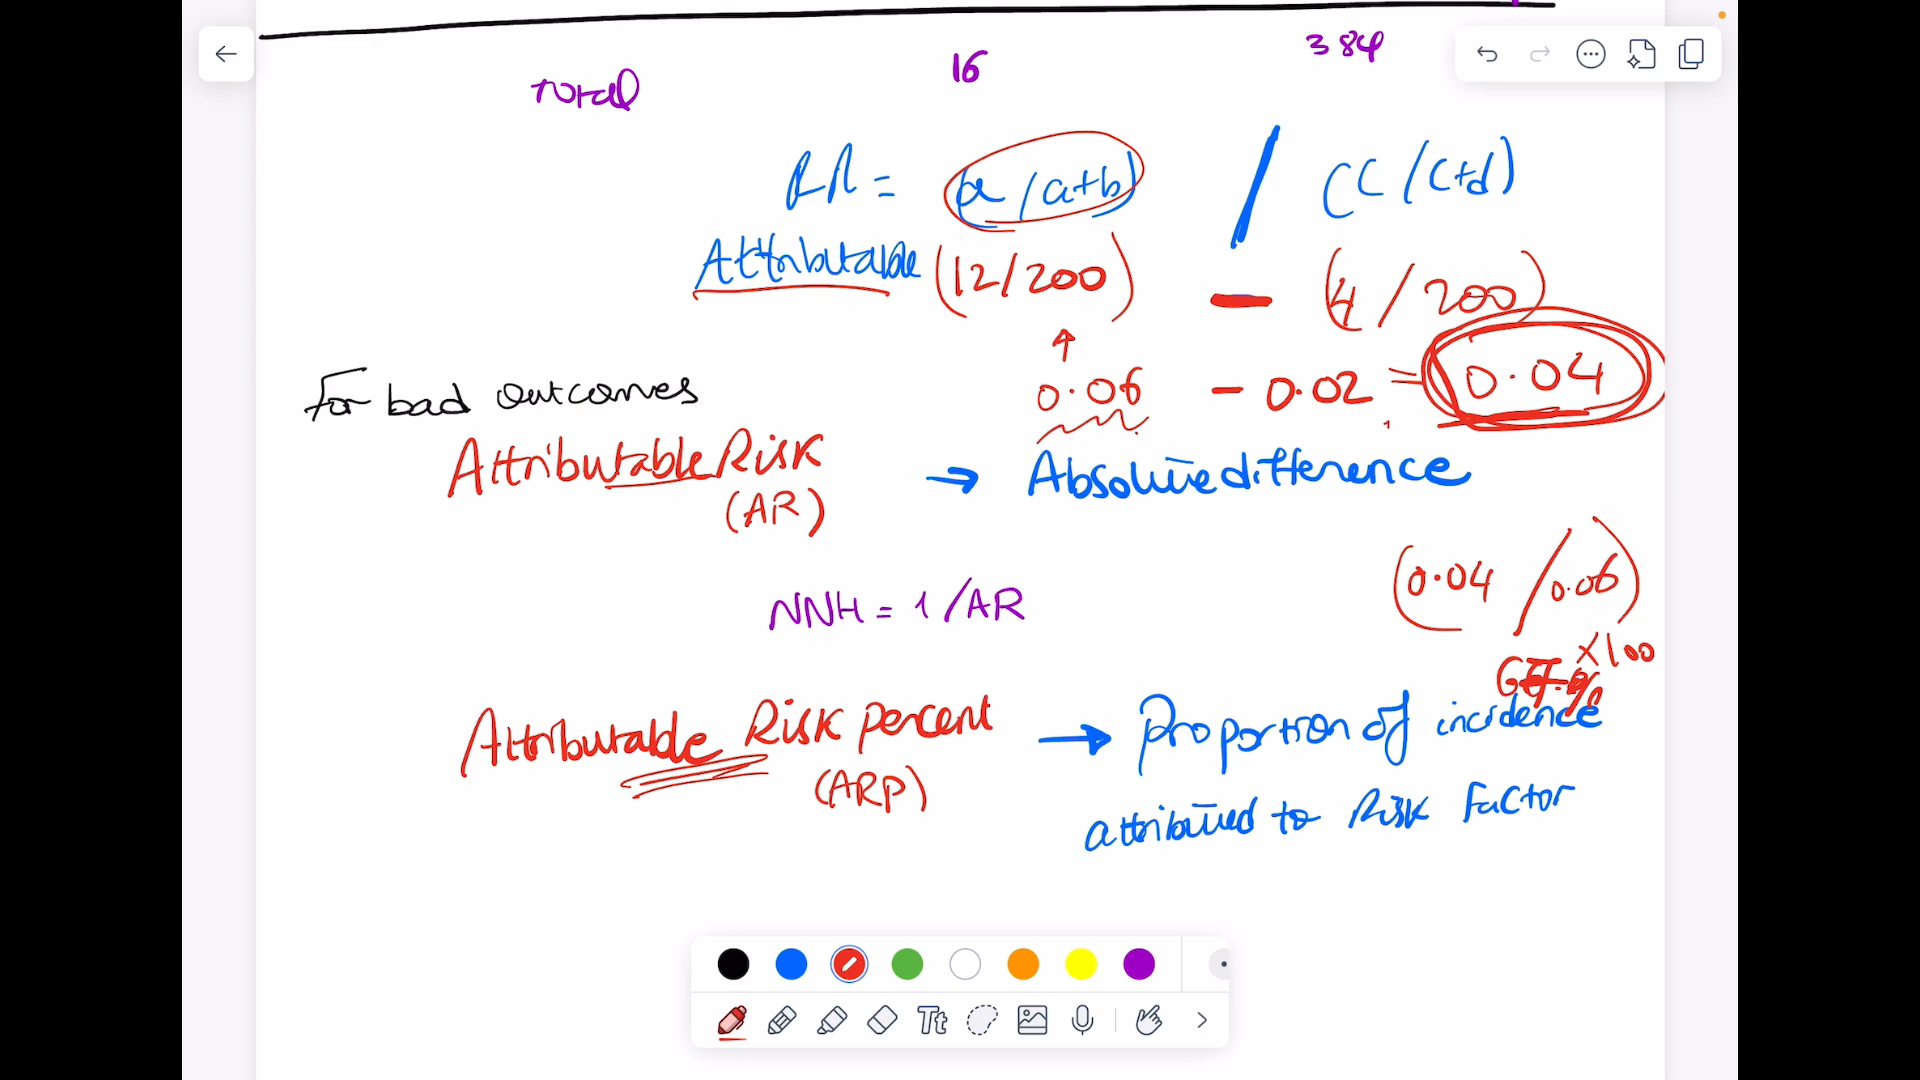 total 16 384
RR = (a/a+b) / (C/C+d)
Attributable (12/200) - (4/200)
0.06 - 0.02 = 0.04
For bad outcomes
Attributable Risk → Absolute difference
(AR)
(0.04/0.06)
NNH = 1/AR
×100
Attributable Risk percent → Proportion of incidence
(ARP)
attributed to Risk Factor
Tt